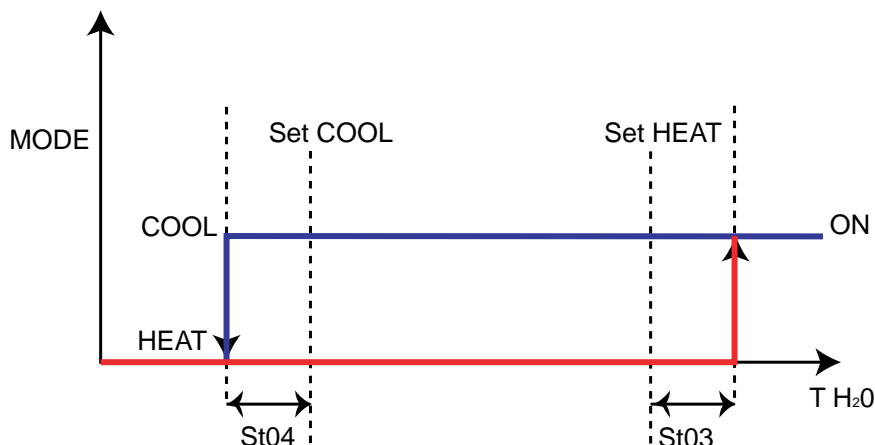 MODE
Set COOL
Set HEAT
COOL
ON
HEAT
T H₂0
St04
St03